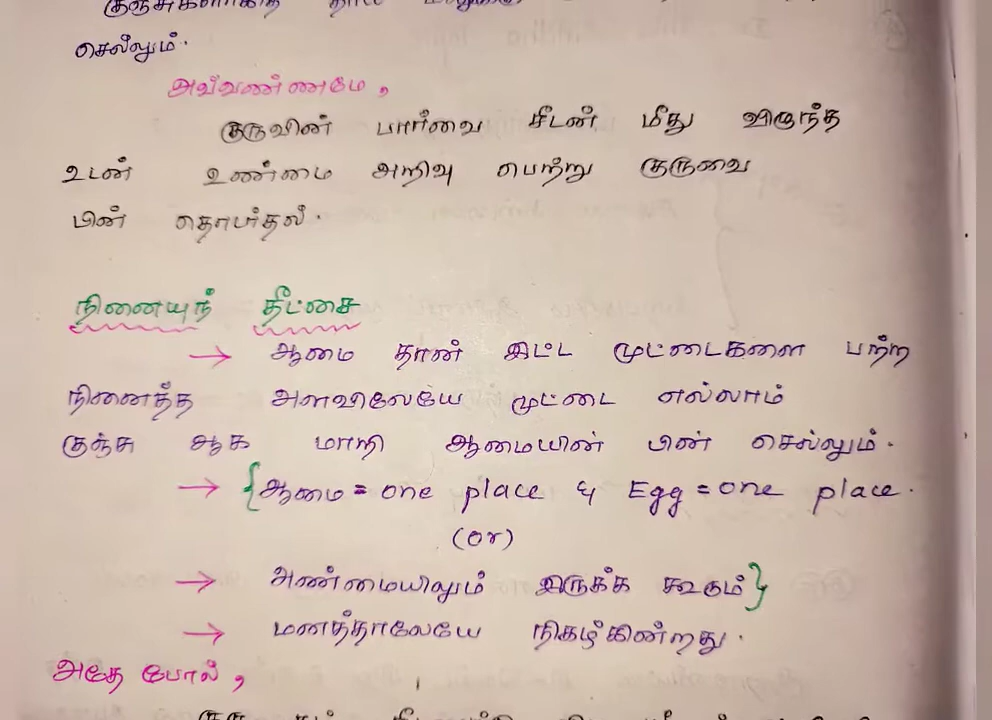 செல்லும்.
அவ்வண்ணமே,
குருவின் பார்வை சீடன் மீது விருந்த
உடன் உண்மை அறிவு பெற்று குருவை
பின் தொடர்தல்.
நினையுந் தீட்சை
→ ஆமை தான் இட்ட முட்டைகளை பற்றி
நினைத்த அளவிலேயே முட்டை எல்லாம்
குஞ்சு ஆக மாறி ஆமையின் பின் செல்லும்.
→ {ஆமை = one place & Egg = one place.
(or)
→ அண்மையிலும் இருக்க கூடும்}
→ மனத்தாலேயே நிகழ்கின்றது.
அதே போல்,